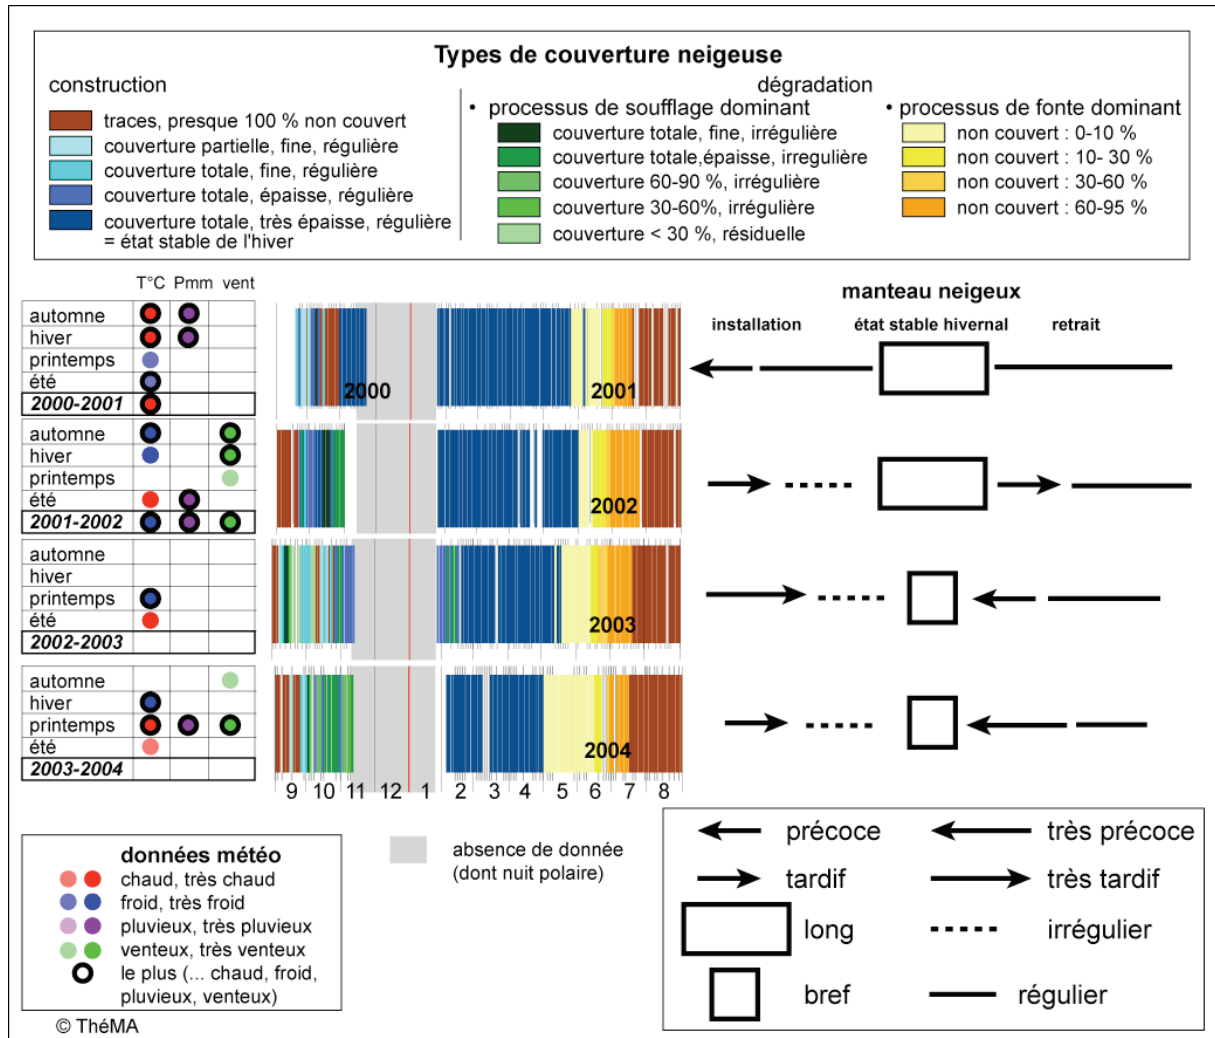 Types de couverture neigeuse
construction
traces, presque 100 % non couvert
couverture partielle, fine, régulière
couverture totale, fine, régulière
couverture totale, épaisse, régulière
couverture totale, très épaisse, régulière
= état stable de l'hiver
dégradation
• processus de soufflage dominant
couverture totale, fine, irrégulière
couverture totale,épaisse, irregulière
couverture 60-90 %, irrégulière
couverture 30-60%, irrégulière
couverture < 30 %, résiduelle
• processus de fonte dominant
non couvert : 0-10 %
non couvert : 10- 30 %
non couvert : 30-60 %
non couvert : 60-95 %
T°C Pmm vent
automne
hiver
printemps
été
2000-2001
automne
hiver
printemps
été
2001-2002
automne
hiver
printemps
été
2002-2003
automne
hiver
printemps
été
2003-2004
2000
2001
2002
2003
2004
9 10 11 12 1 2 3 4 5 6 7 8
manteau neigeux
installation état stable hivernal retrait
données météo
chaud, très chaud
froid, très froid
pluvieux, très pluvieux
venteux, très venteux
le plus (... chaud, froid,
pluvieux, venteux)
absence de donnée
(dont nuit polaire)
précoce
très précoce
tardif
très tardif
long
irrégulier
bref
régulier
© ThéMA